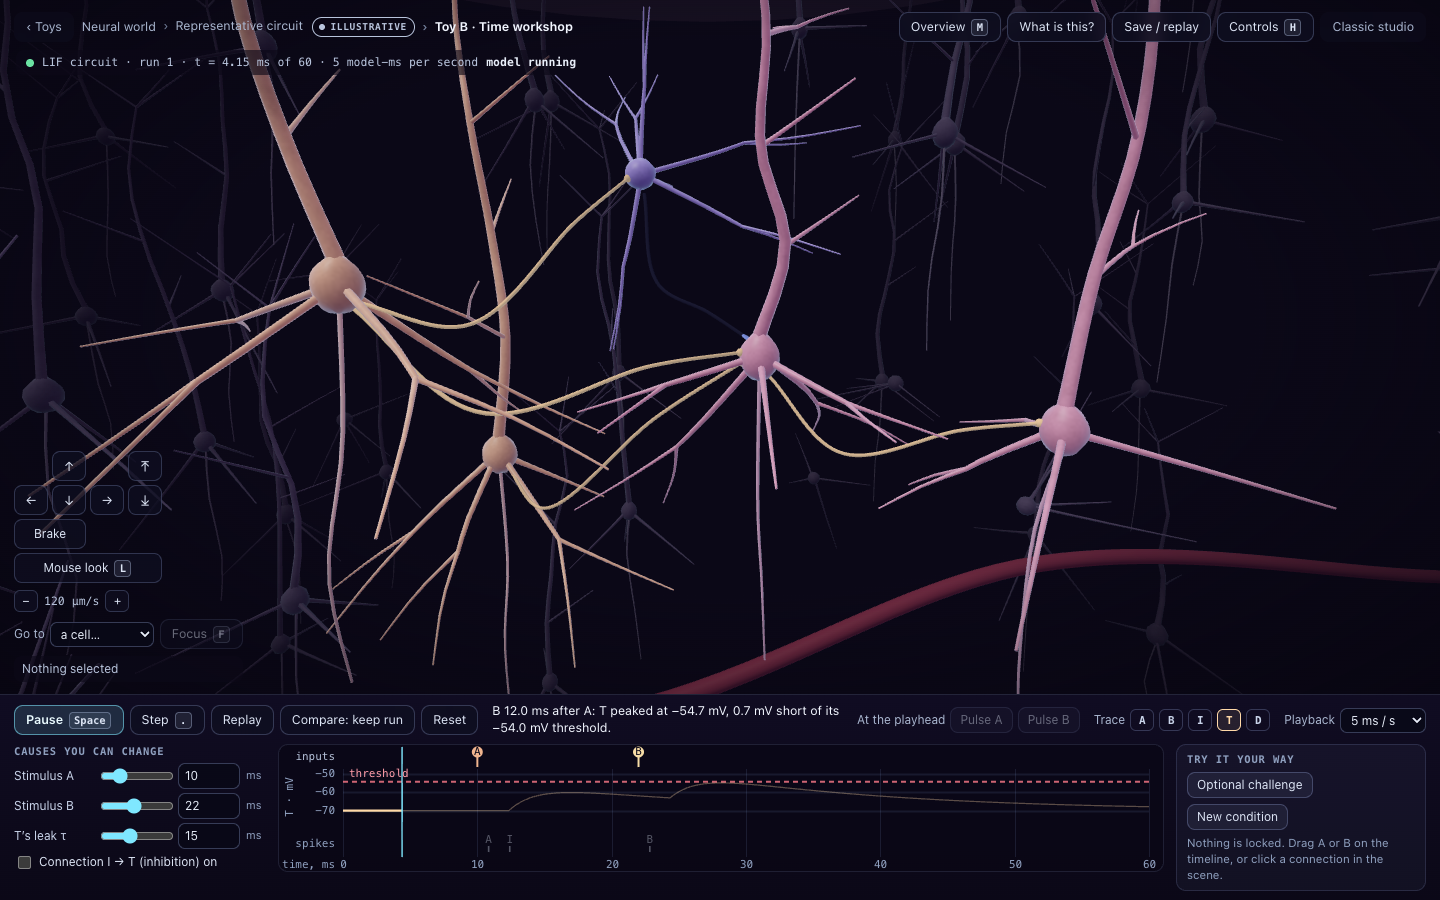 ‹ Toys Neural world › Representative circuit ILLUSTRATIVE › Toy B · Time workshop
Overview M What is this? Save / replay Controls H Classic studio
LIF circuit · run 1 · t = 4.15 ms of 60 · 5 model-ms per second model running
↑ ⤒
← ↓ → ⤓
Brake
Mouse look L
− 120 µm/s +
Go to a cell... Focus F
Nothing selected
Pause Space Step . Replay Compare: keep run Reset
B 12.0 ms after A: T peaked at −54.7 mV, 0.7 mV short of its
−54.0 mV threshold.
At the playhead Pulse A Pulse B Trace A B I T D Playback 5 ms / s
CAUSES YOU CAN CHANGE
Stimulus A 10 ms
Stimulus B 22 ms
T's leak τ 15 ms
Connection I → T (inhibition) on
inputs A B
−50 threshold
−60
−70
T · mV
A I B
spikes
time, ms 0 10 20 30 40 50 60
TRY IT YOUR WAY
Optional challenge
New condition
Nothing is locked. Drag A or B on the
timeline, or click a connection in the
scene.